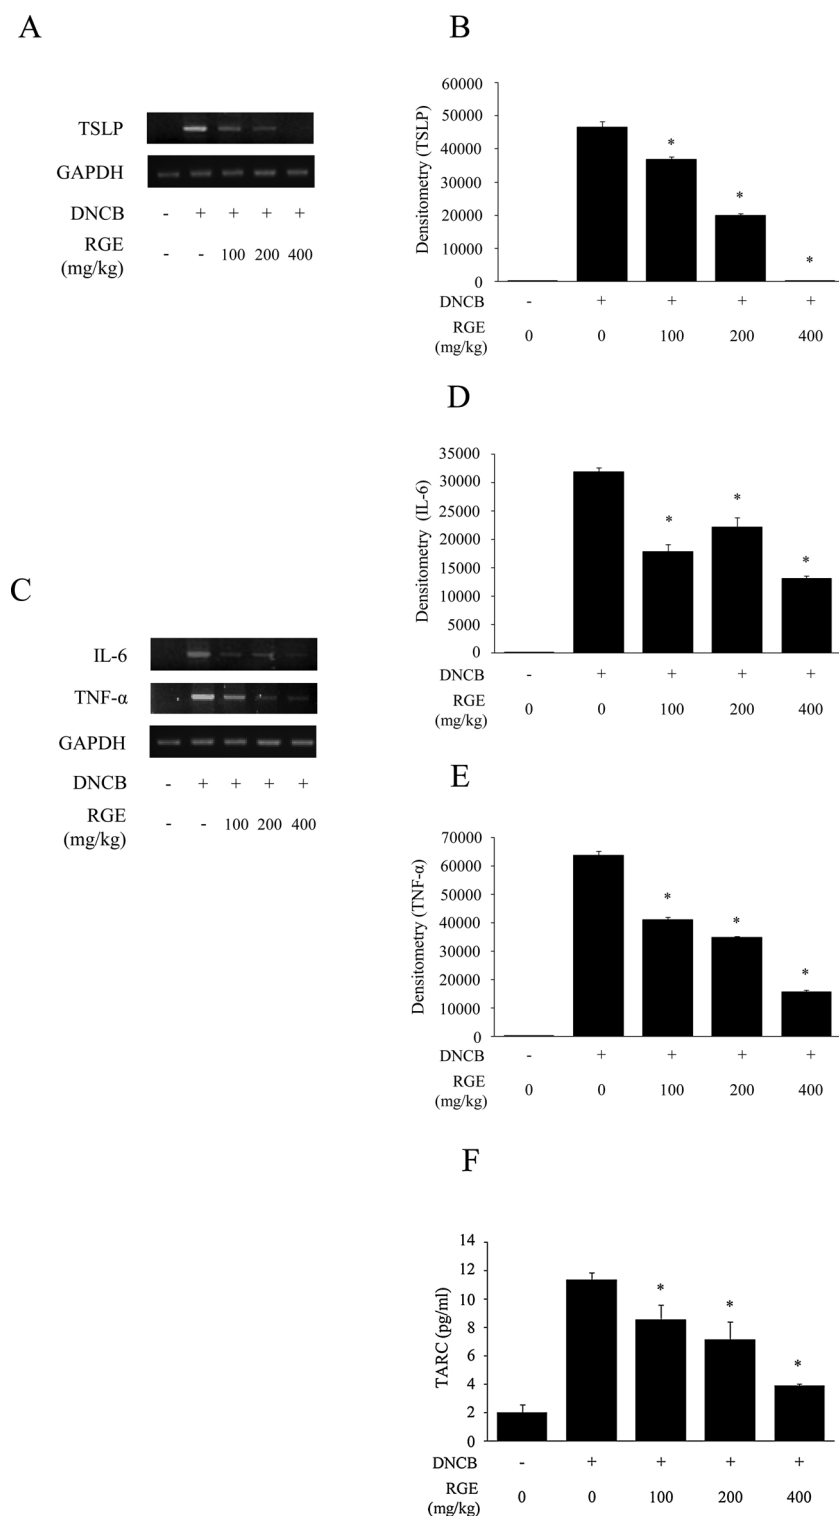 A
TSLP
GAPDH
DNCB - + + + +
RGE - - 100 200 400
(mg/kg)
B
Densitometry (TSLP)
60000
50000
40000
30000
20000
10000
0
* * *
DNCB - + + + +
RGE 0 0 100 200 400
(mg/kg)
C
IL-6
TNF-α
GAPDH
DNCB - + + + +
RGE - - 100 200 400
(mg/kg)
D
Densitometry (IL-6)
35000
30000
25000
20000
15000
10000
5000
0
* * *
DNCB - + + + +
RGE 0 0 100 200 400
(mg/kg)
E
Densitometry (TNF-α)
70000
60000
50000
40000
30000
20000
10000
0
* * *
DNCB - + + + +
RGE 0 0 100 200 400
(mg/kg)
F
TARC (pg/ml)
14
12
10
8
6
4
2
0
* * *
DNCB - + + + +
RGE 0 0 100 200 400
(mg/kg)